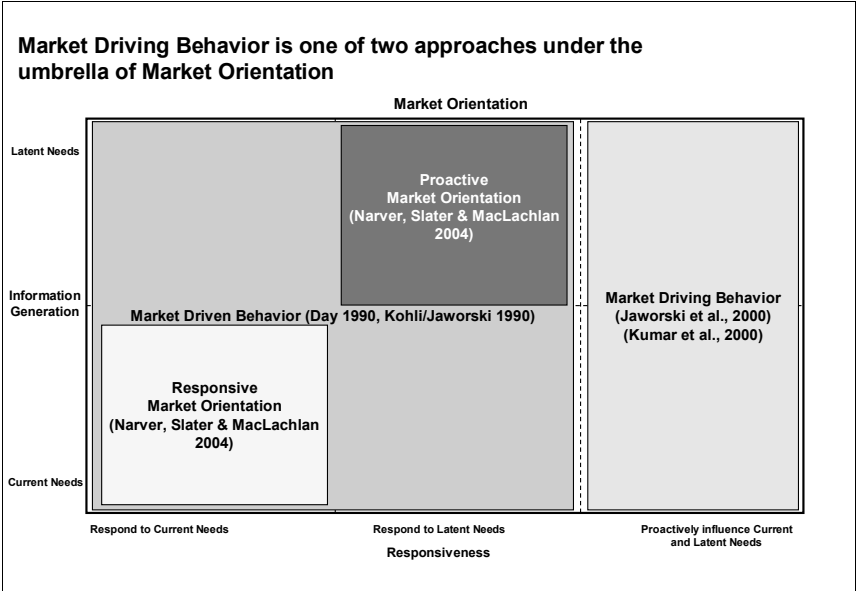 Market Driving Behavior is one of two approaches under the
umbrella of Market Orientation
Market Orientation
Latent Needs
Proactive
Market Orientation
(Narver, Slater & MacLachlan
2004)
Information
Generation
Market Driven Behavior (Day 1990, Kohli/Jaworski 1990)
Market Driving Behavior
(Jaworski et al., 2000)
(Kumar et al., 2000)
Responsive
Market Orientation
(Narver, Slater & MacLachlan
2004)
Current Needs
Respond to Current Needs
Respond to Latent Needs
Proactively influence Current
and Latent Needs
Responsiveness